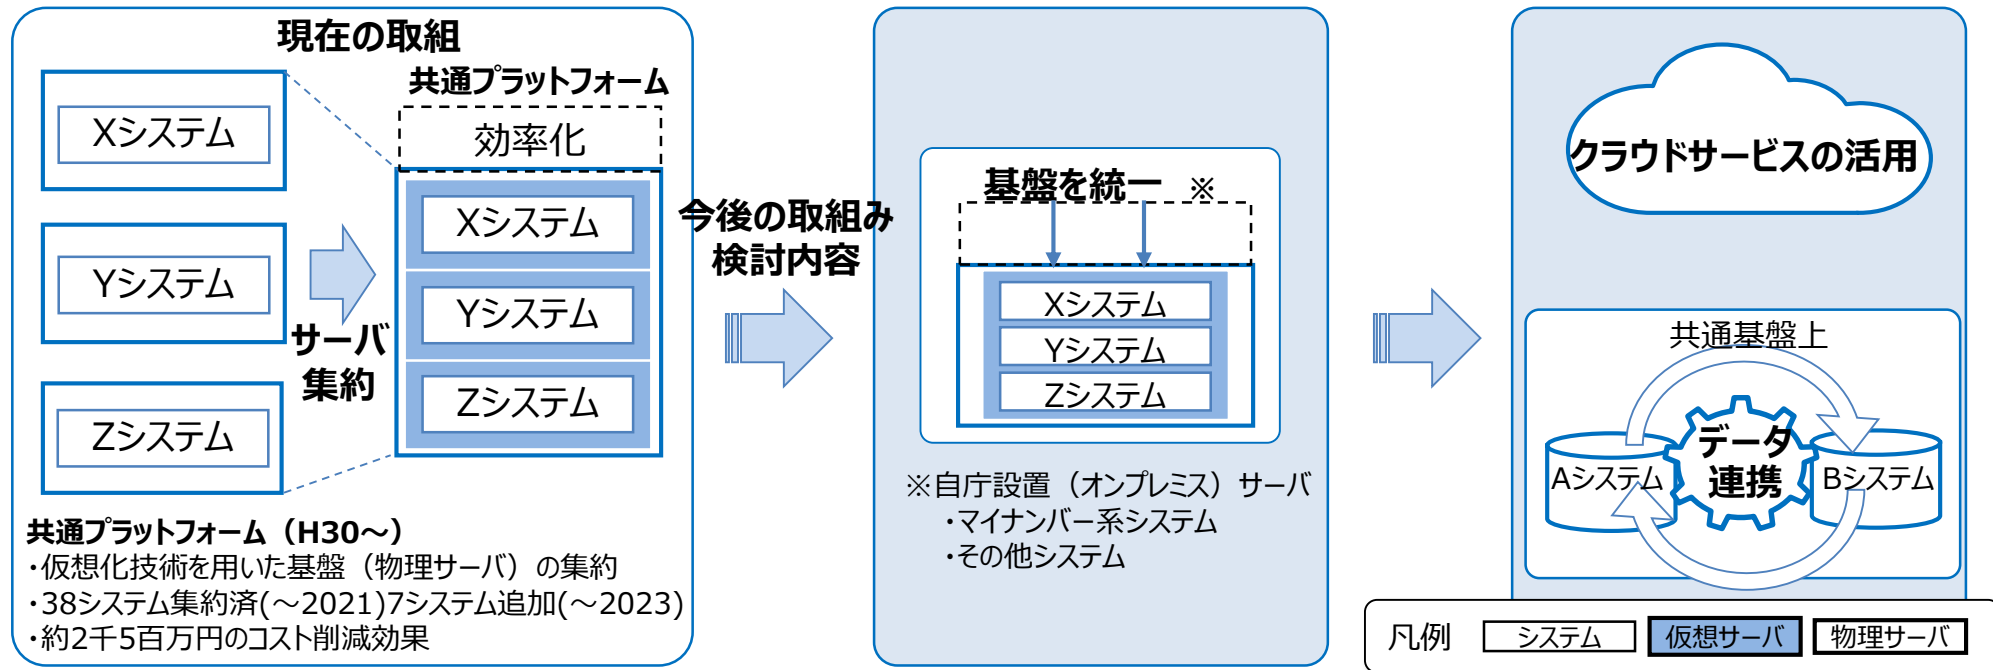 現在の取組
共通プラットフォーム
効率化
Xシステム
Yシステム
Zシステム
サーバ
集約
Xシステム
Yシステム
Zシステム
共通プラットフォーム（H30～）
・仮想化技術を用いた基盤（物理サーバ）の集約
・38システム集約済(～2021)7システム追加(～2023)
・約2千5百万円のコスト削減効果
今後の取組み
検討内容
基盤を統一 ※
Xシステム
Yシステム
Zシステム
※自庁設置（オンプレミス）サーバ
・マイナンバー系システム
・その他システム
クラウドサービスの活用
共通基盤上
Aシステム
データ
連携
Bシステム
凡例 システム 仮想サーバ 物理サーバ